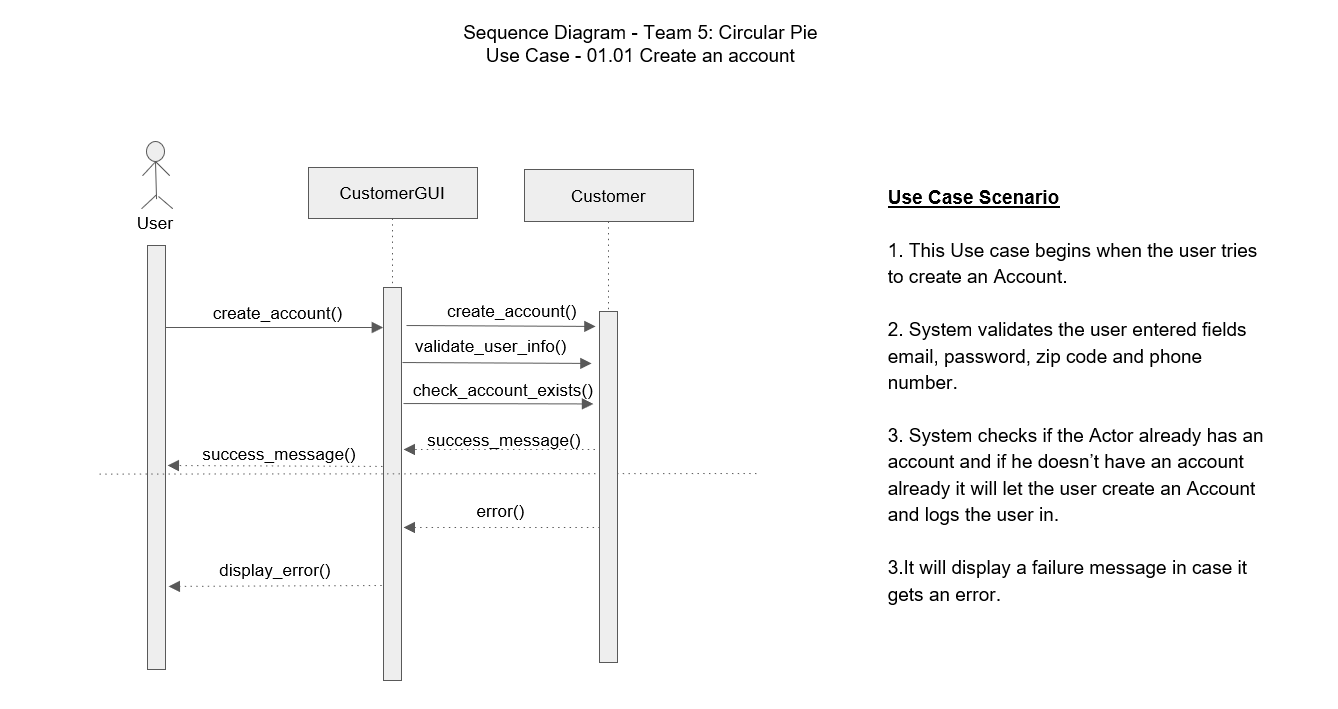 Sequence Diagram - Team 5: Circular Pie
Use Case - 01.01 Create an account
User
CustomerGUI
Customer
create_account()
create_account()
validate_user_info()
check_account_exists()
success_message()
success_message()
error()
display_error()
Use Case Scenario
1. This Use case begins when the user tries
to create an Account.
2. System validates the user entered fields
email, password, zip code and phone
number.
3. System checks if the Actor already has an
account and if he doesn’t have an account
already it will let the user create an Account
and logs the user in.
3.It will display a failure message in case it
gets an error.